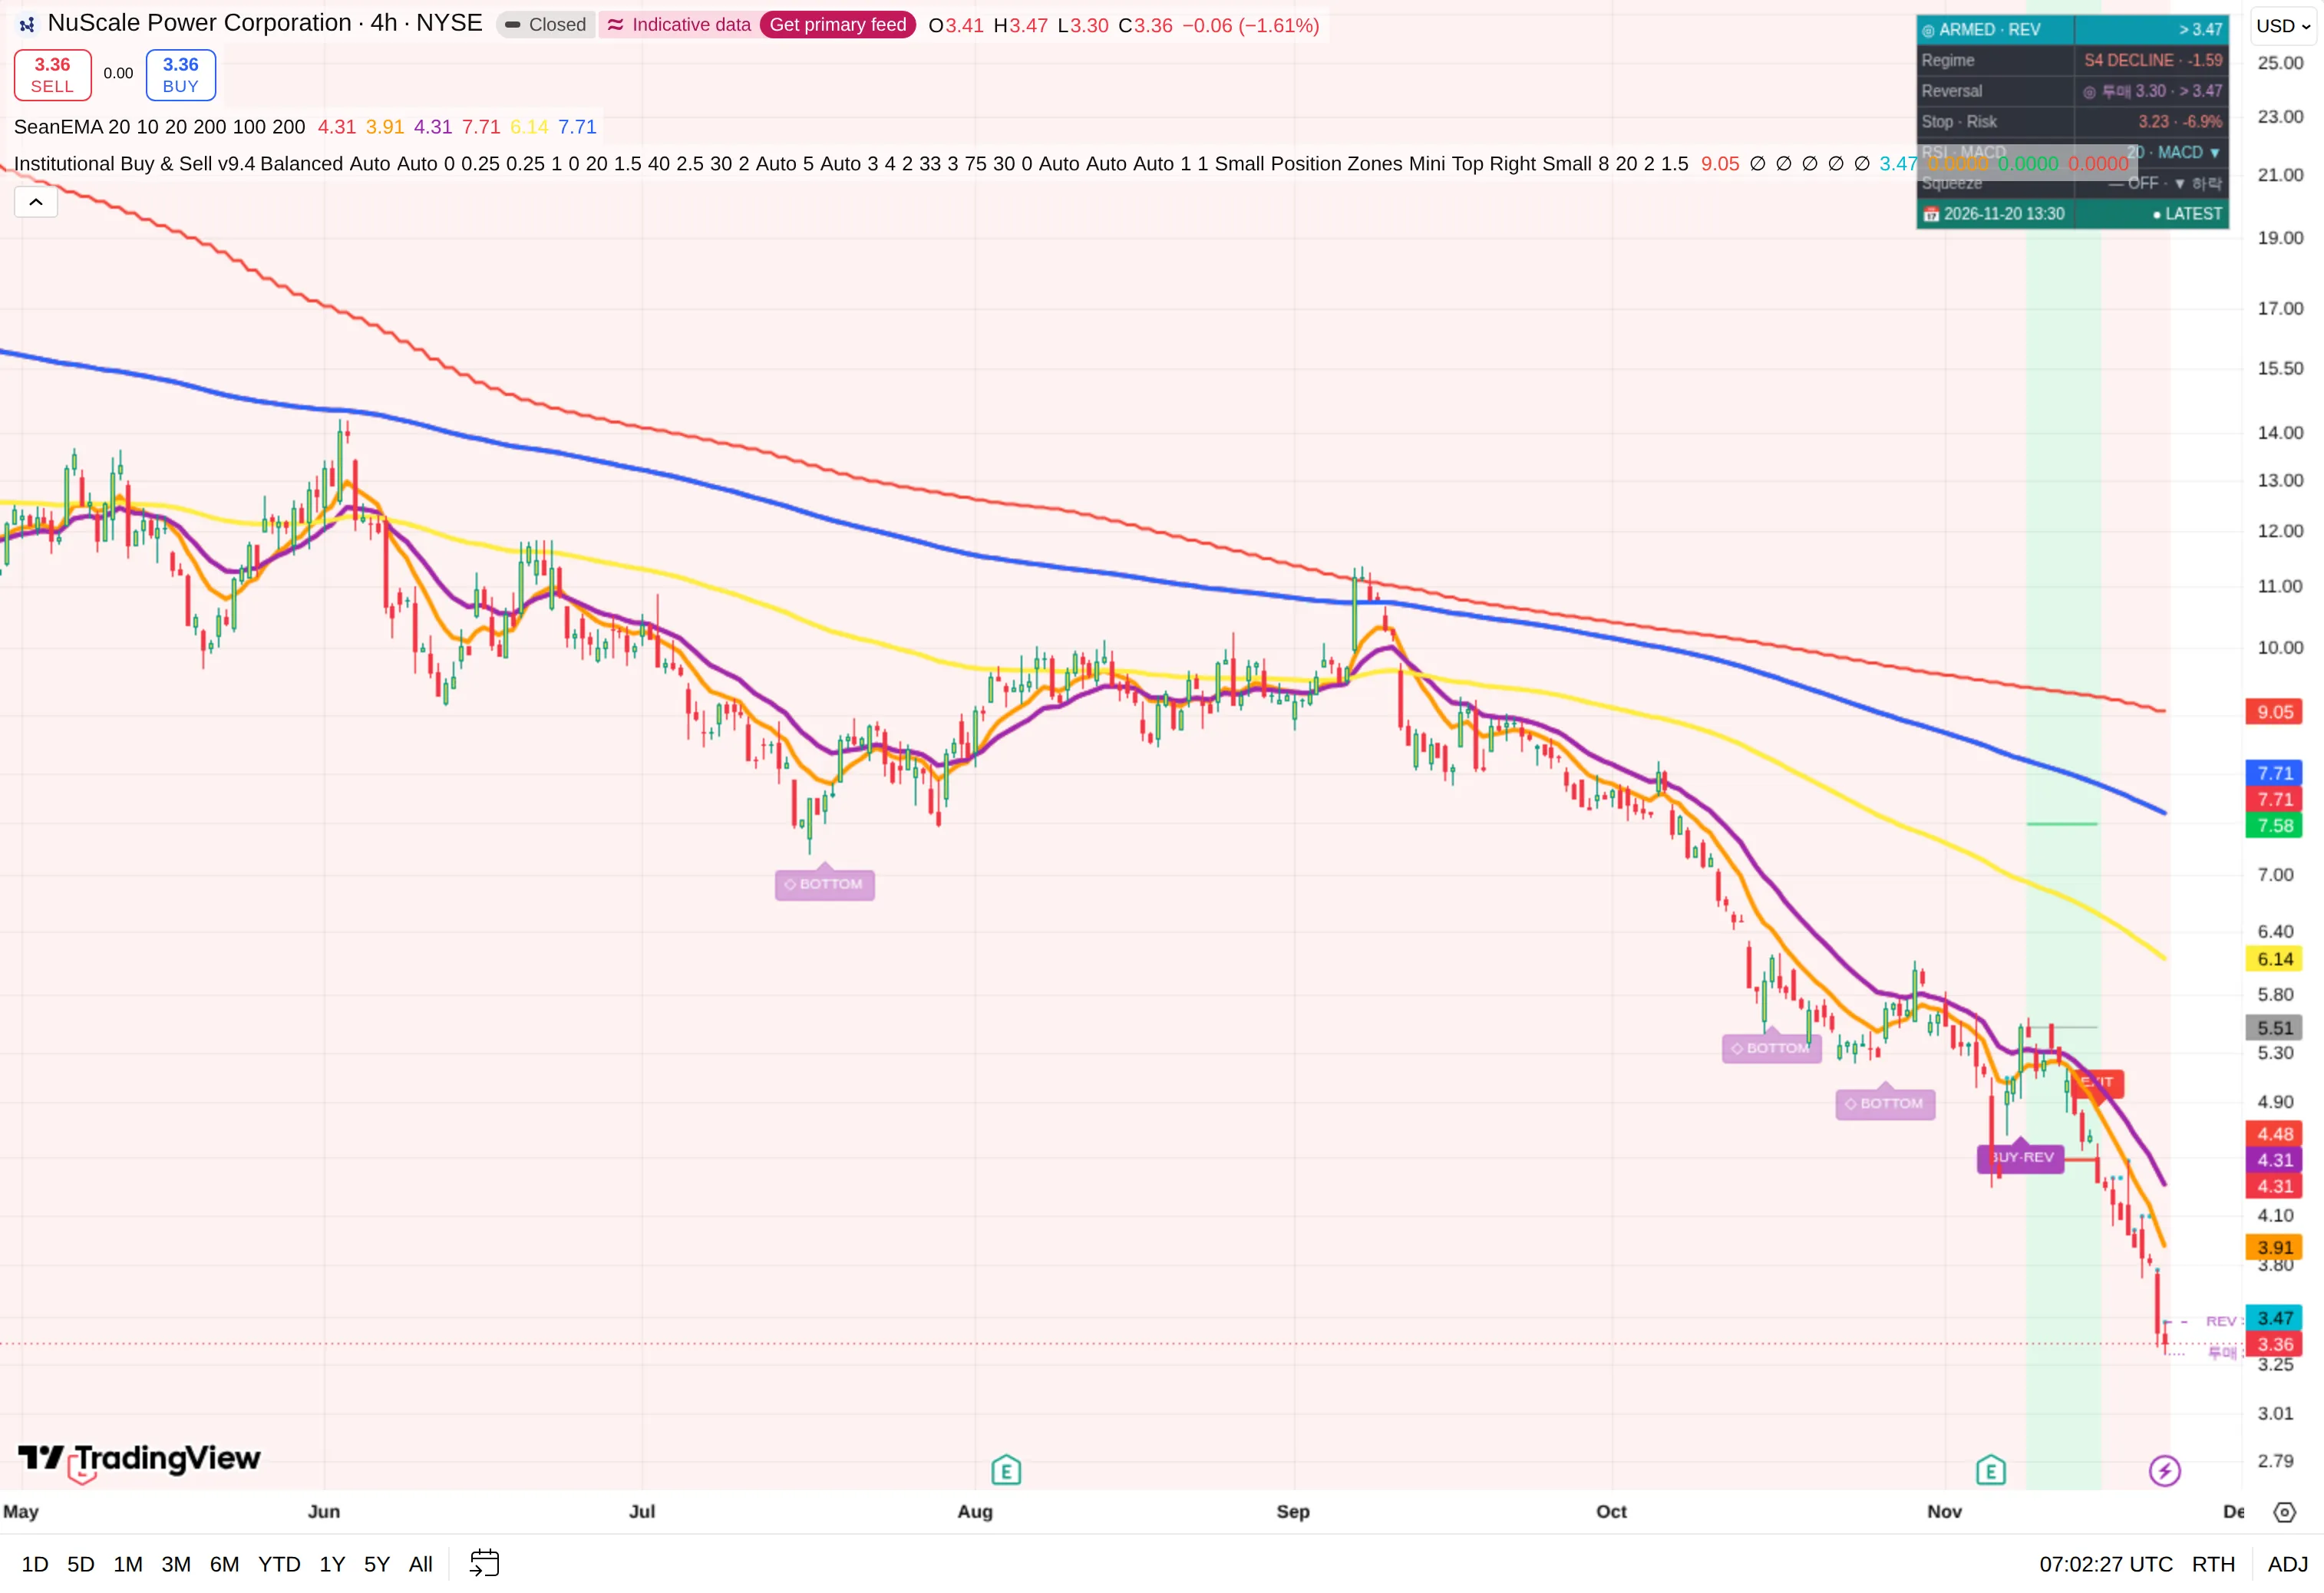 NuScale Power Corporation · 4h · NYSE
Closed
Indicative data
Get primary feed
O3.41 H3.47 L3.30 C3.36 −0.06 (−1.61%)
3.36
SELL
0.00
3.36
BUY
SeanEMA 20 10 20 200 100 200 4.31 3.91 4.31 7.71 6.14 7.71
Institutional Buy & Sell v9.4 Balanced Auto Auto 0 0.25 0.25 1 0 20 1.5 40 2.5 30 2 Auto 5 Auto 3 4 2 33 3 75 30 0 Auto Auto Auto 1 1 Small Position Zones Mini Top Right Small 8 20 2 1.5 9.05 ∅ ∅ ∅ ∅ ∅ 3.47 0.0000 0.0000 0.0000
◎ ARMED · REV > 3.47
Regime S4 DECLINE · -1.59
Reversal ◎ 투매 3.30 · > 3.47
Stop · Risk 3.23 · -6.9%
RSI · MACD 20 · MACD ▼
Squeeze — OFF · ▼ 하락
2026-11-20 13:30 ● LATEST
USD
25.00
23.00
21.00
19.00
17.00
15.50
14.00
13.00
12.00
11.00
10.00
9.05
7.71
7.71
7.58
7.00
6.40
6.14
5.80
5.51
5.30
4.90
4.48
4.31
4.31
4.10
3.91
3.80
3.47
3.36
3.25
3.01
2.79
◇ BOTTOM
◇ BOTTOM
◇ BOTTOM
EXIT
BUY-REV
REV
투매
TradingView
E
E
May Jun Jul Aug Sep Oct Nov De
1D 5D 1M 3M 6M YTD 1Y 5Y All
07:02:27 UTC RTH ADJ